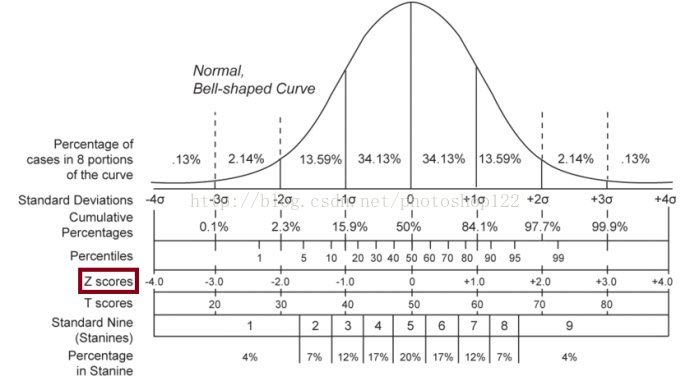 Normal,
Bell-shaped Curve
Percentage of
cases in 8 portions
of the curve
.13% 2.14% 13.59% 34.13% 34.13% 13.59% 2.14% .13%
Standard Deviations -4σ -3σ -2σ -1σ 0 +1σ +2σ +3σ +4σ
http://blog.csdn.net/photoshop122
Cumulative
Percentages 0.1% 2.3% 15.9% 50% 84.1% 97.7% 99.9%
Percentiles 1 5 10 20 30 40 50 60 70 80 90 95 99
Z scores -4.0 -3.0 -2.0 -1.0 0 +1.0 +2.0 +3.0 +4.0
T scores 20 30 40 50 60 70 80
Standard Nine
(Stanines) 1 2 3 4 5 6 7 8 9
Percentage
in Stanine 4% 7% 12% 17% 20% 17% 12% 7% 4%